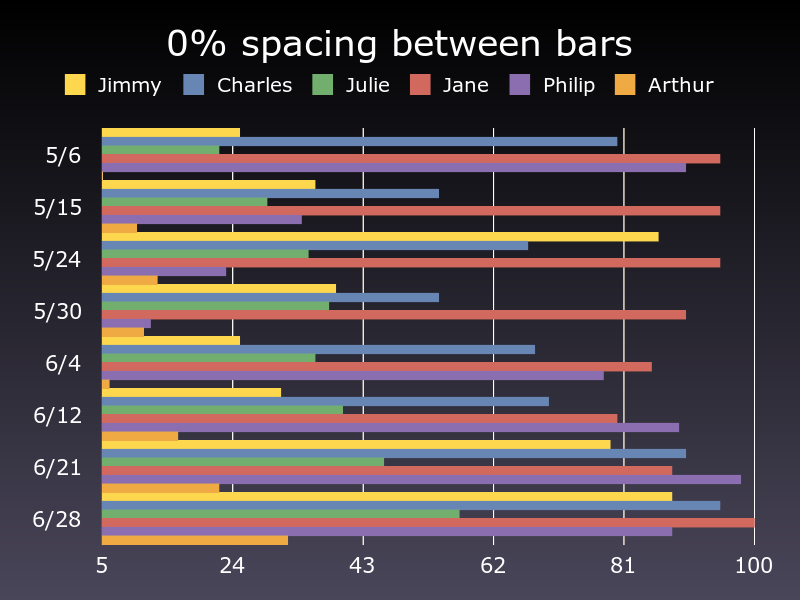 0% spacing between bars
Jimmy Charles Julie Jane Philip Arthur
5/6
5/15
5/24
5/30
6/4
6/12
6/21
6/28
5 24 43 62 81 100